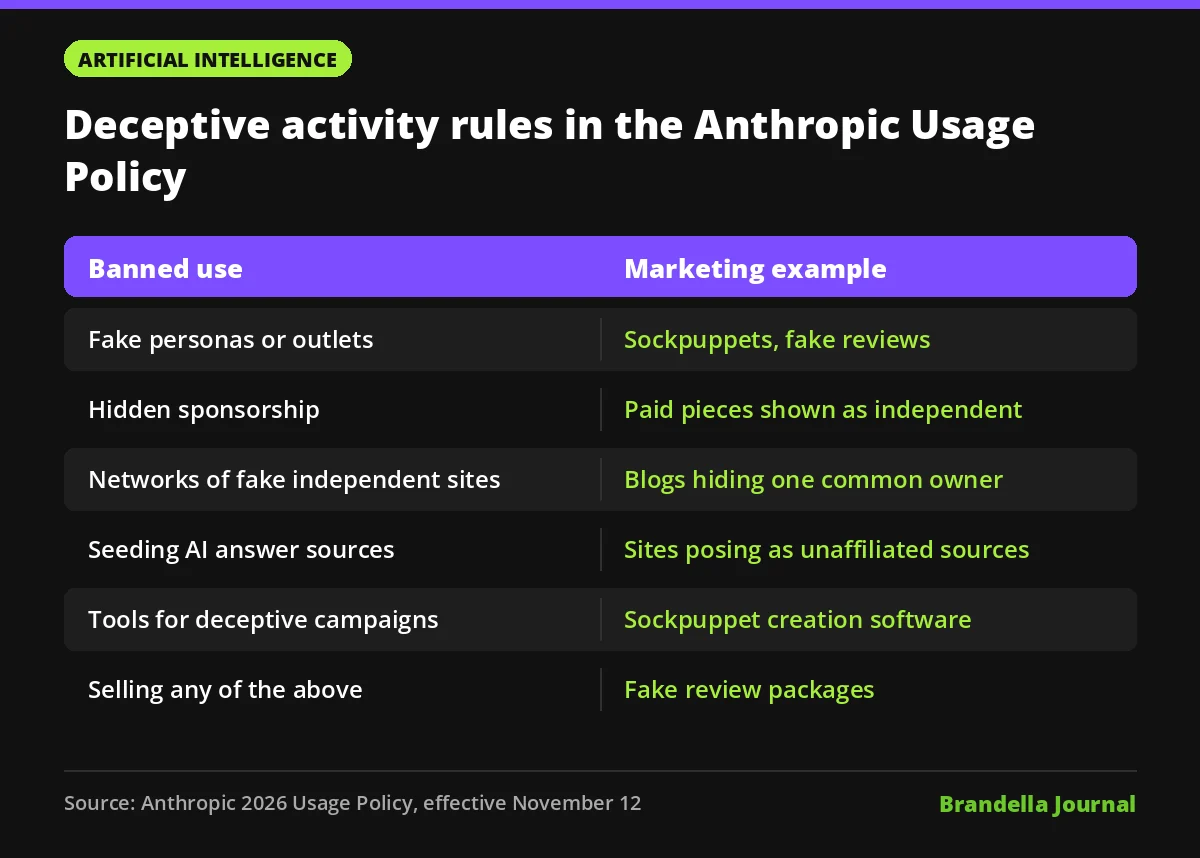 ARTIFICIAL INTELLIGENCE
Deceptive activity rules in the Anthropic Usage
Policy
Banned use Marketing example
Fake personas or outlets Sockpuppets, fake reviews
Hidden sponsorship Paid pieces shown as independent
Networks of fake independent sites Blogs hiding one common owner
Seeding AI answer sources Sites posing as unaffiliated sources
Tools for deceptive campaigns Sockpuppet creation software
Selling any of the above Fake review packages
Source: Anthropic 2026 Usage Policy, effective November 12 Brandella Journal